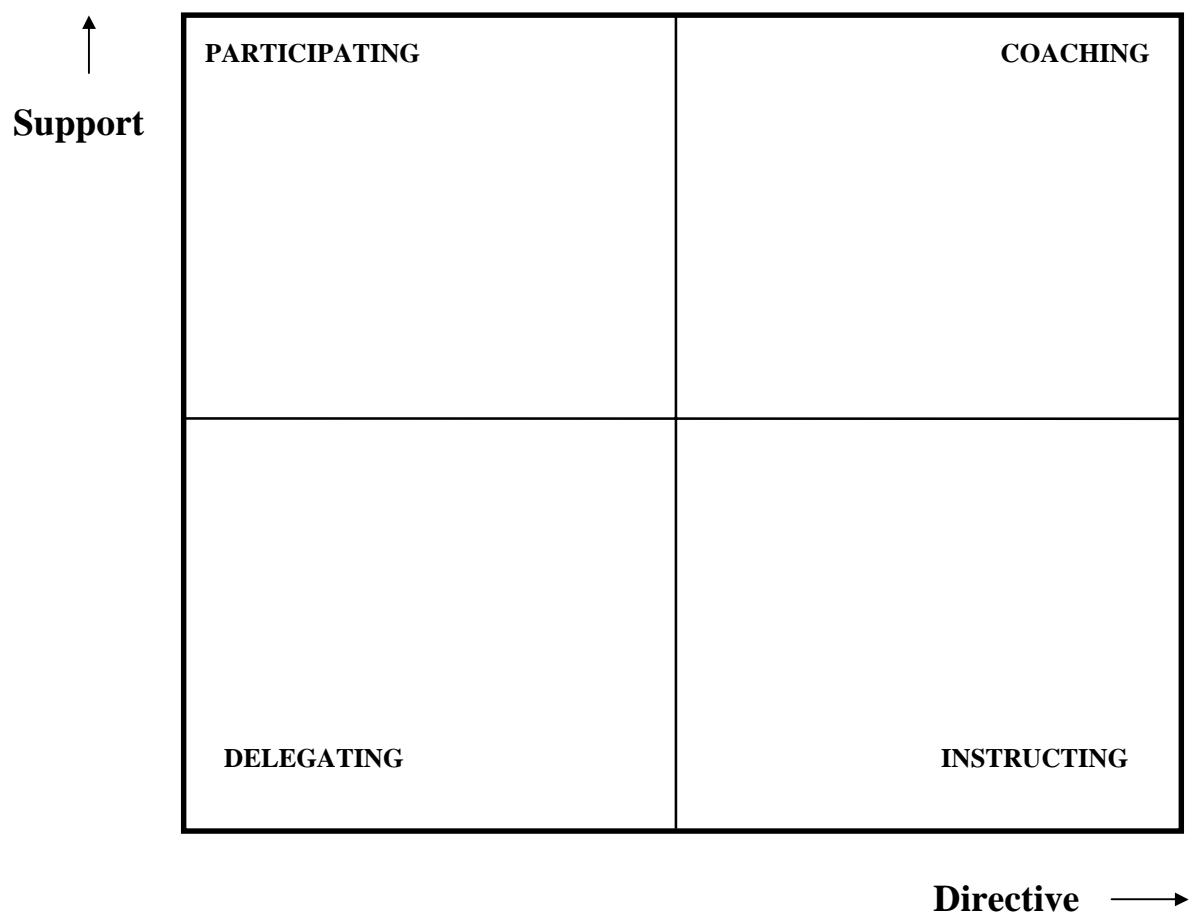 PARTICIPATING
COACHING
Support
DELEGATING
INSTRUCTING
Directive